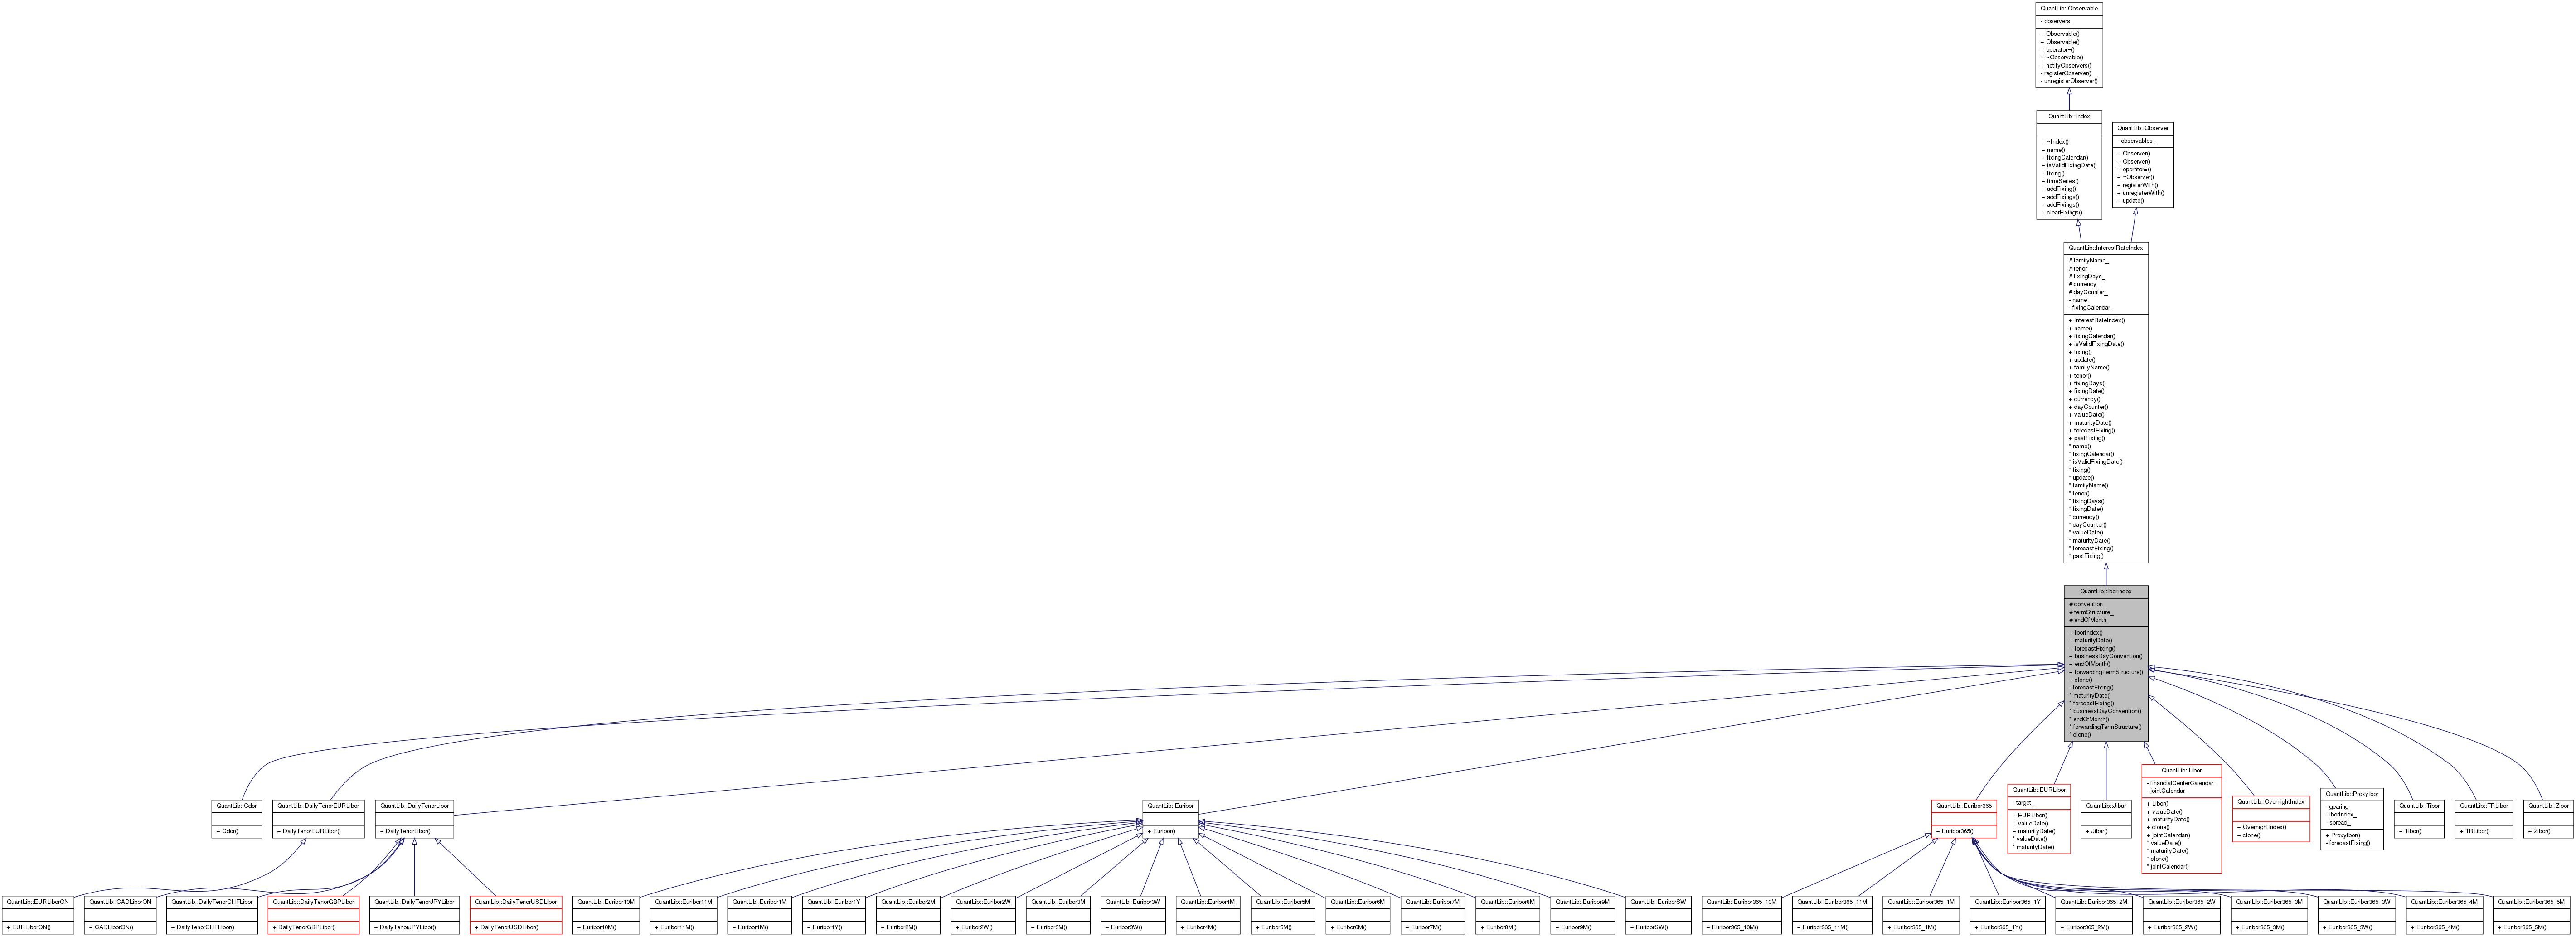 QuantLib::Observable
- observers_
+ Observable()
+ Observable()
+ operator=()
+ ~Observable()
+ notifyObservers()
- registerObserver()
- unregisterObserver()
QuantLib::Index
+ ~Index()
+ name()
+ fixingCalendar()
+ isValidFixingDate()
+ fixing()
+ timeSeries()
+ addFixing()
+ addFixings()
+ addFixings()
+ clearFixings()
QuantLib::Observer
- observables_
+ Observer()
+ Observer()
+ operator=()
+ ~Observer()
+ registerWith()
+ unregisterWith()
+ update()
QuantLib::InterestRateIndex
# familyName_
# tenor_
# fixingDays_
# currency_
# dayCounter_
- name_
- fixingCalendar_
+ InterestRateIndex()
+ name()
+ fixingCalendar()
+ isValidFixingDate()
+ fixing()
+ update()
+ familyName()
+ tenor()
+ fixingDays()
+ fixingDate()
+ currency()
+ dayCounter()
+ valueDate()
+ maturityDate()
+ forecastFixing()
+ pastFixing()
* name()
* fixingCalendar()
* isValidFixingDate()
* fixing()
* update()
* familyName()
* tenor()
* fixingDays()
* fixingDate()
* currency()
* dayCounter()
* valueDate()
* maturityDate()
* forecastFixing()
* pastFixing()
QuantLib::IborIndex
# convention_
# termStructure_
# endOfMonth_
+ IborIndex()
+ maturityDate()
+ forecastFixing()
+ businessDayConvention()
+ endOfMonth()
+ forwardingTermStructure()
+ clone()
- forecastFixing()
* maturityDate()
* forecastFixing()
* businessDayConvention()
* endOfMonth()
* forwardingTermStructure()
* clone()
QuantLib::Cdor
+ Cdor()
QuantLib::DailyTenorEURLibor
+ DailyTenorEURLibor()
QuantLib::DailyTenorLibor
+ DailyTenorLibor()
QuantLib::Euribor
+ Euribor()
QuantLib::Euribor365
+ Euribor365()
QuantLib::EURLibor
- target_
+ EURLibor()
+ valueDate()
+ maturityDate()
* valueDate()
* maturityDate()
QuantLib::Jibar
+ Jibar()
QuantLib::Libor
- financialCenterCalendar_
- jointCalendar_
+ Libor()
+ valueDate()
+ maturityDate()
+ clone()
+ jointCalendar()
* valueDate()
* maturityDate()
* clone()
* jointCalendar()
QuantLib::OvernightIndex
+ OvernightIndex()
+ clone()
QuantLib::ProxyIbor
- gearing_
- iborIndex_
- spread_
+ ProxyIbor()
- forecastFixing()
QuantLib::Tibor
+ Tibor()
QuantLib::TRLibor
+ TRLibor()
QuantLib::Zibor
+ Zibor()
QuantLib::EURLiborON
+ EURLiborON()
QuantLib::CADLiborON
+ CADLiborON()
QuantLib::DailyTenorCHFLibor
+ DailyTenorCHFLibor()
QuantLib::DailyTenorGBPLibor
+ DailyTenorGBPLibor()
QuantLib::DailyTenorJPYLibor
+ DailyTenorJPYLibor()
QuantLib::DailyTenorUSDLibor
+ DailyTenorUSDLibor()
QuantLib::Euribor10M
+ Euribor10M()
QuantLib::Euribor11M
+ Euribor11M()
QuantLib::Euribor1M
+ Euribor1M()
QuantLib::Euribor1Y
+ Euribor1Y()
QuantLib::Euribor2M
+ Euribor2M()
QuantLib::Euribor2W
+ Euribor2W()
QuantLib::Euribor3M
+ Euribor3M()
QuantLib::Euribor3W
+ Euribor3W()
QuantLib::Euribor4M
+ Euribor4M()
QuantLib::Euribor5M
+ Euribor5M()
QuantLib::Euribor6M
+ Euribor6M()
QuantLib::Euribor7M
+ Euribor7M()
QuantLib::Euribor8M
+ Euribor8M()
QuantLib::Euribor9M
+ Euribor9M()
QuantLib::EuriborSW
+ EuriborSW()
QuantLib::Euribor365_10M
+ Euribor365_10M()
QuantLib::Euribor365_11M
+ Euribor365_11M()
QuantLib::Euribor365_1M
+ Euribor365_1M()
QuantLib::Euribor365_1Y
+ Euribor365_1Y()
QuantLib::Euribor365_2M
+ Euribor365_2M()
QuantLib::Euribor365_2W
+ Euribor365_2W()
QuantLib::Euribor365_3M
+ Euribor365_3M()
QuantLib::Euribor365_3W
+ Euribor365_3W()
QuantLib::Euribor365_4M
+ Euribor365_4M()
QuantLib::Euribor365_5M
+ Euribor365_5M()